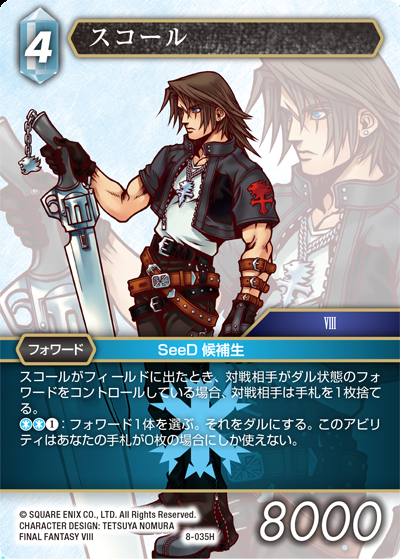 4
スコール
VIII
フォワード
SeeD 候補生
スコールがフィールドに出たとき、対戦相手がダル状態のフォ
ワードをコントロールしている場合、対戦相手は手札を1枚捨て
る。
氷氷1：フォワード1体を選ぶ。それをダルにする。このアビリ
ティはあなたの手札が0枚の場合にしか使えない。
© SQUARE ENIX CO., LTD. All Rights Reserved.
CHARACTER DESIGN: TETSUYA NOMURA
FINAL FANTASY VIII
8-035H
8000